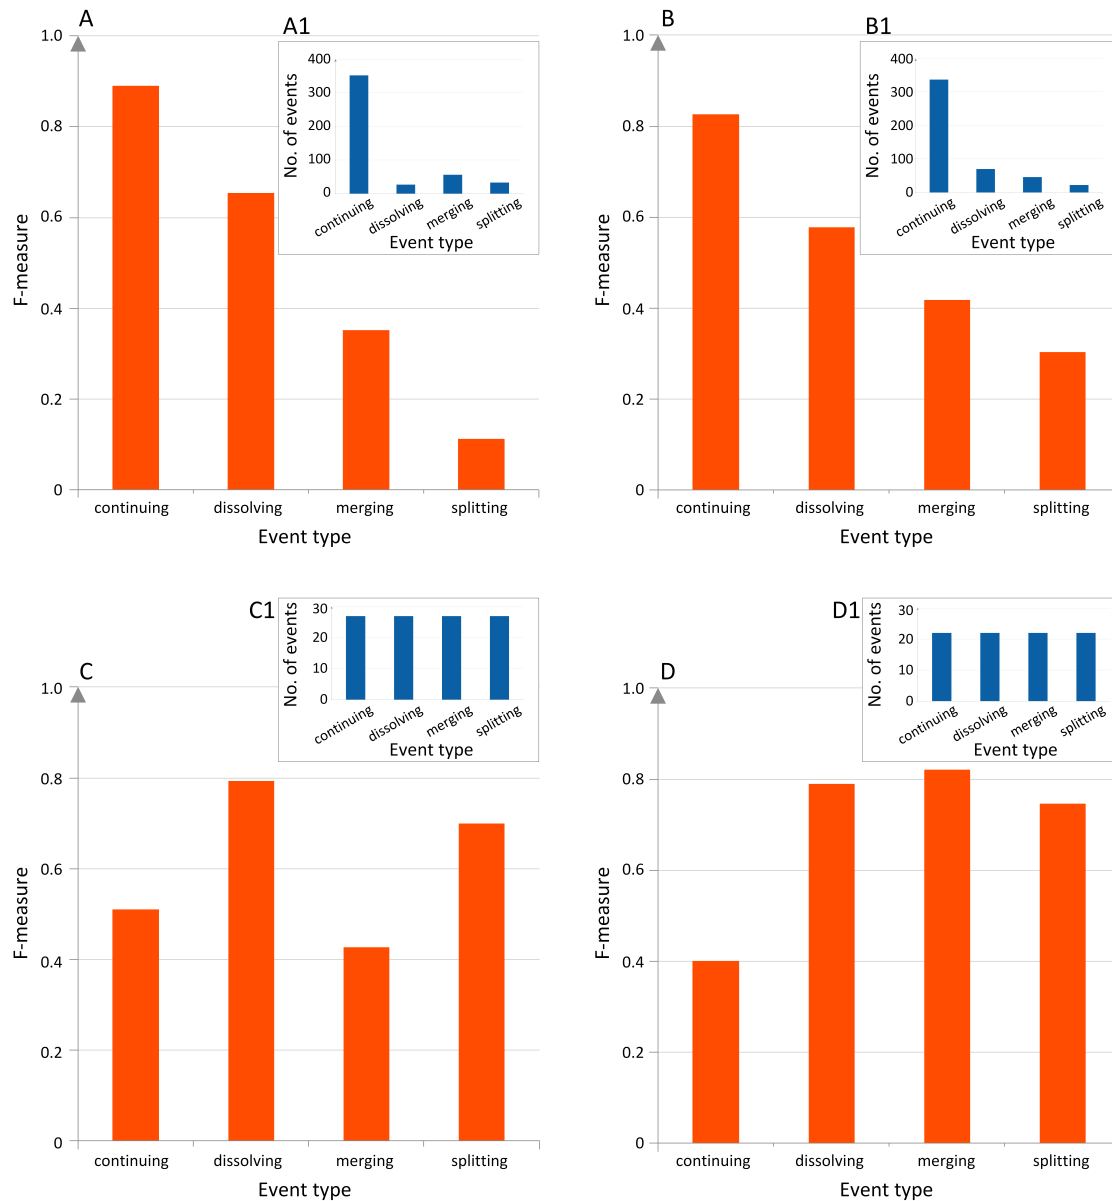 A
A1
1.0
0.8
0.6
0.4
0.2
0
F-measure
continuing dissolving merging splitting
Event type
400
300
200
100
0
No. of events
continuing dissolving merging splitting
Event type
B
B1
1.0
0.8
0.6
0.4
0.2
0
F-measure
continuing dissolving merging splitting
Event type
400
300
200
100
0
No. of events
continuing dissolving merging splitting
Event type
C
C1
1.0
0.8
0.6
0.4
0.2
0
F-measure
continuing dissolving merging splitting
Event type
30
20
10
0
No. of events
continuing dissolving merging splitting
Event type
D
D1
1.0
0.8
0.6
0.4
0.2
0
F-measure
continuing dissolving merging splitting
Event type
30
20
10
0
No. of events
continuing dissolving merging splitting
Event type